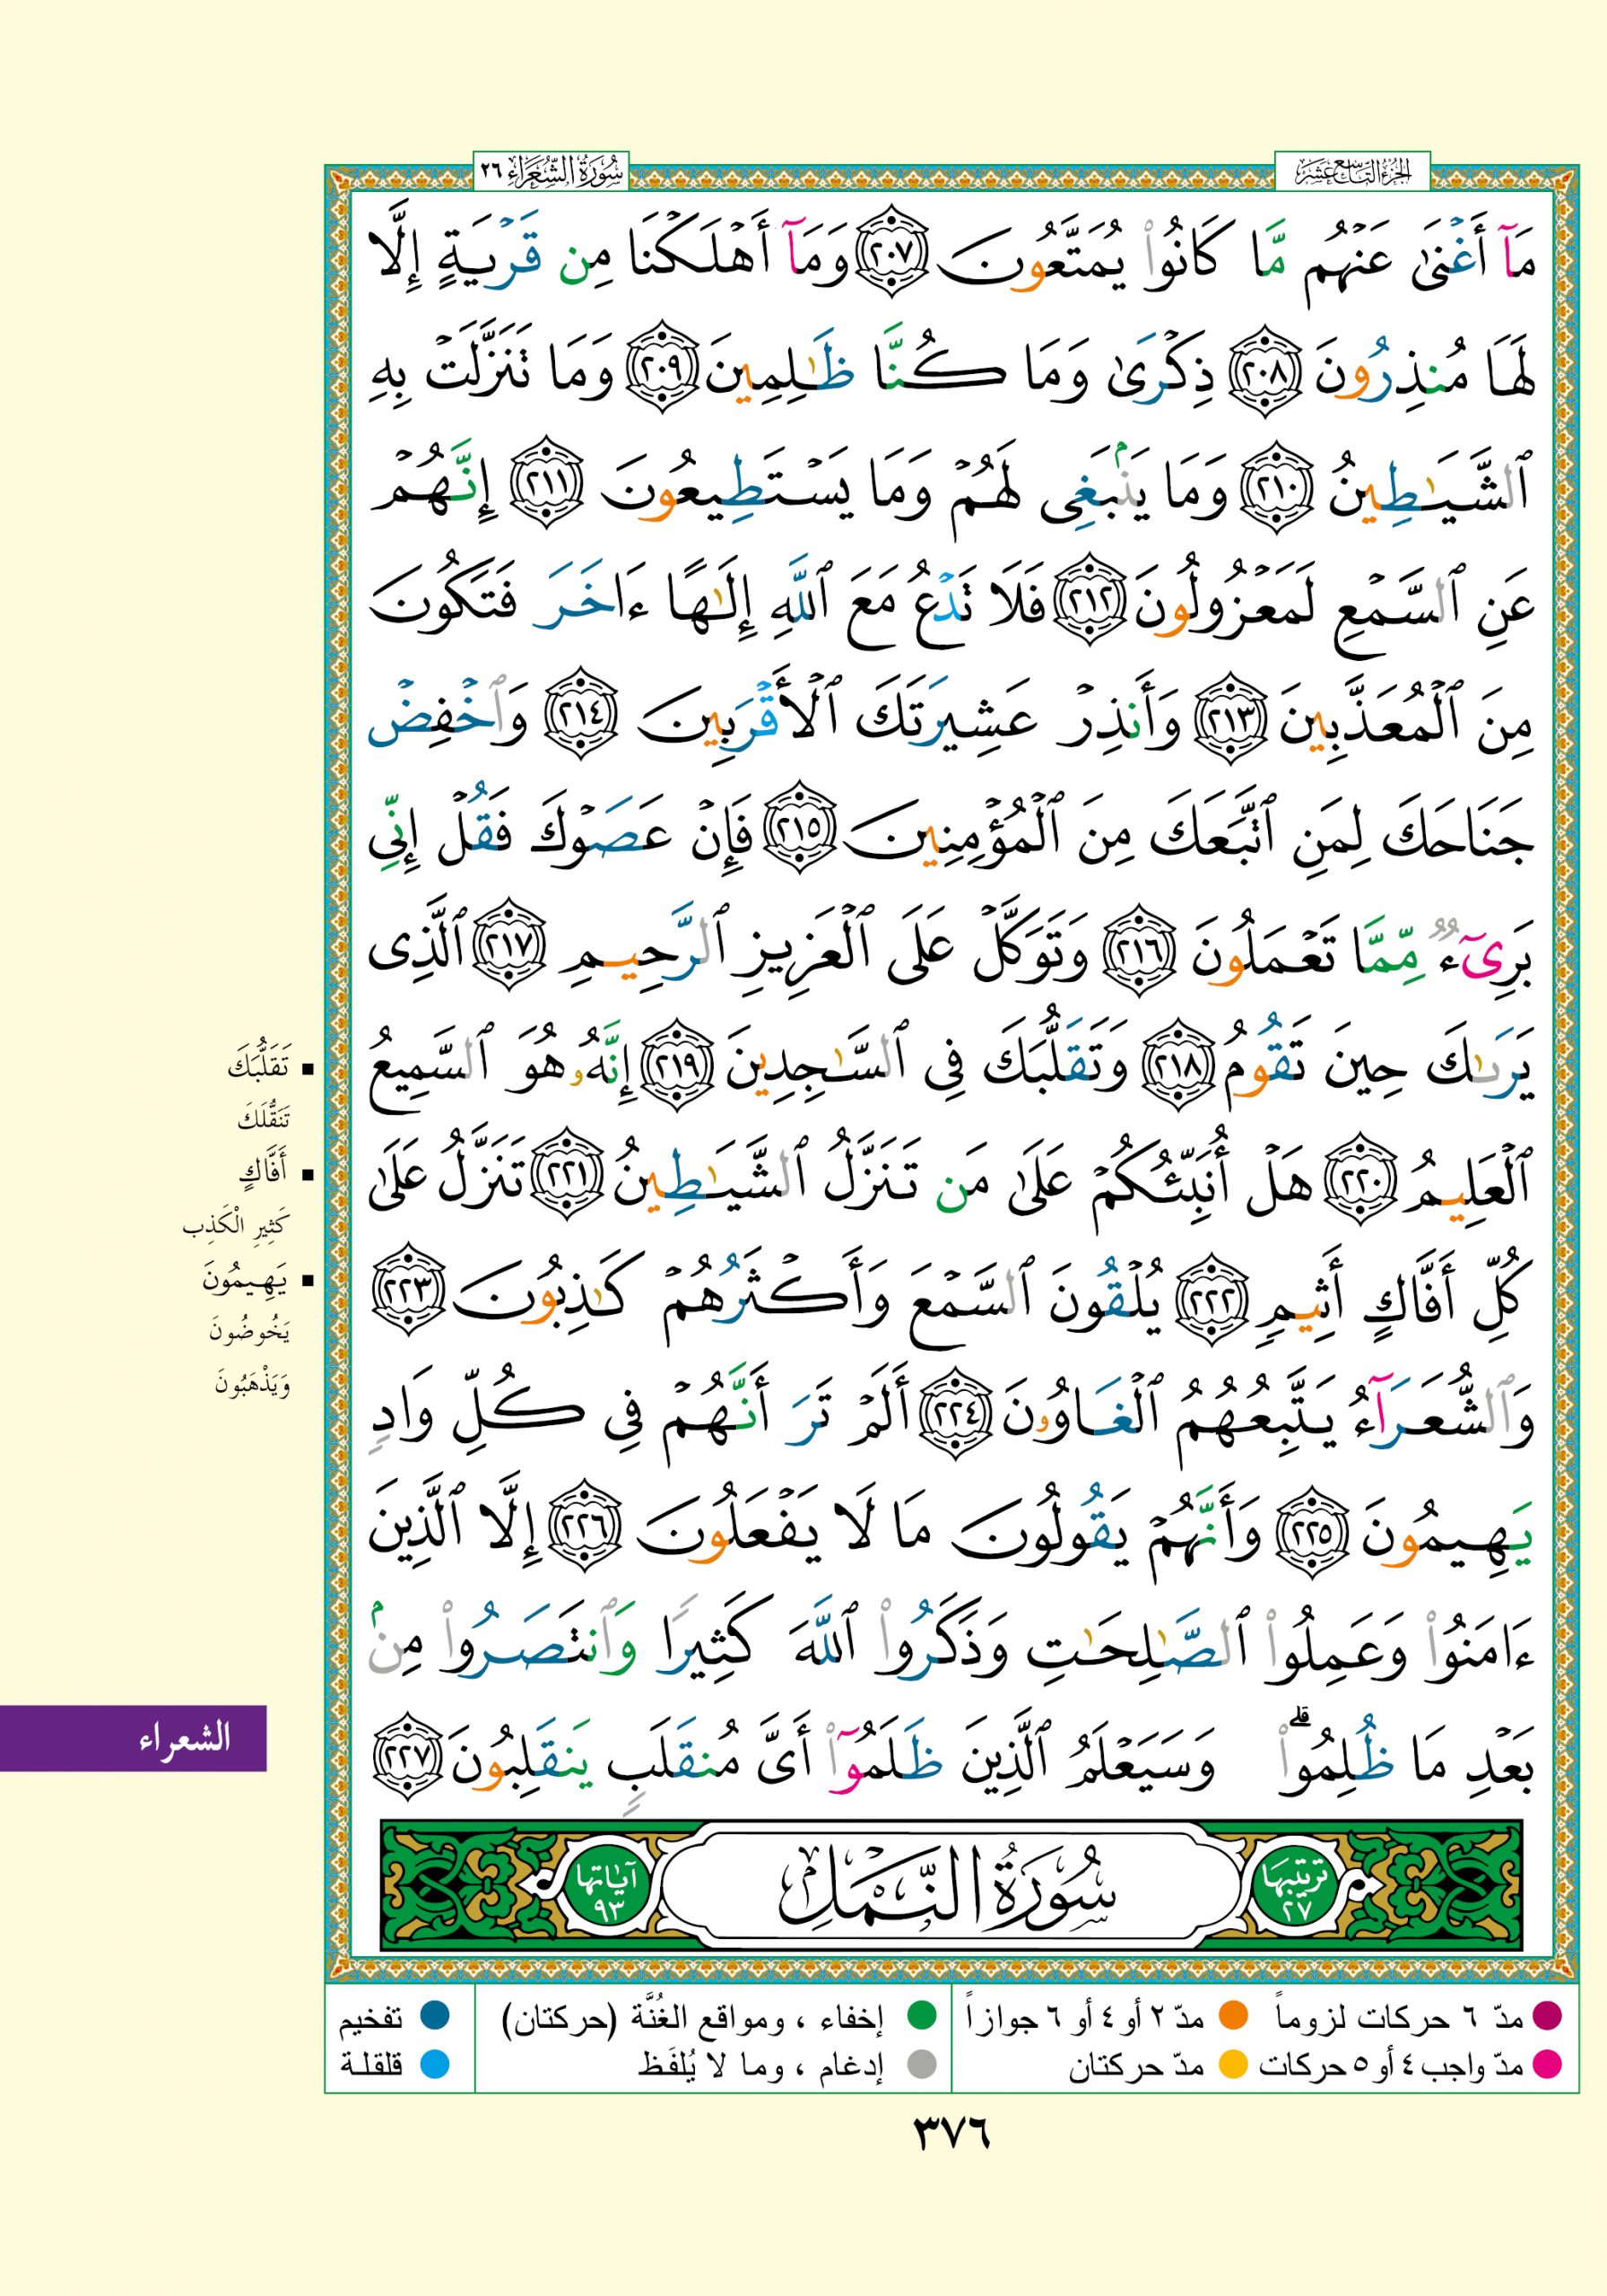 الجزء التاسع عشر
سورة الشعراء ٢٦
مَآ أَغْنَىٰ عَنْهُم مَّا كَانُوا۟ يُمَتَّعُونَ ٢٠٧ وَمَآ أَهْلَكْنَا مِن قَرْيَةٍ إِلَّا
لَهَا مُنذِرُونَ ٢٠٨ ذِكْرَىٰ وَمَا كُنَّا ظَٰلِمِينَ ٢٠٩ وَمَا تَنَزَّلَتْ بِهِ
ٱلشَّيَٰطِينُ ٢١٠ وَمَا يَنۢبَغِى لَهُمْ وَمَا يَسْتَطِيعُونَ ٢١١ إِنَّهُمْ
عَنِ ٱلسَّمْعِ لَمَعْزُولُونَ ٢١٢ فَلَا تَدْعُ مَعَ ٱللَّهِ إِلَٰهًا ءَاخَرَ فَتَكُونَ
مِنَ ٱلْمُعَذَّبِينَ ٢١٣ وَأَنذِرْ عَشِيرَتَكَ ٱلْأَقْرَبِينَ ٢١٤ وَٱخْفِضْ
جَنَاحَكَ لِمَنِ ٱتَّبَعَكَ مِنَ ٱلْمُؤْمِنِينَ ٢١٥ فَإِنْ عَصَوْكَ فَقُلْ إِنِّى
بَرِىٓءٌ مِّمَّا تَعْمَلُونَ ٢١٦ وَتَوَكَّلْ عَلَى ٱلْعَزِيزِ ٱلرَّحِيمِ ٢١٧ ٱلَّذِى
يَرَىٰكَ حِينَ تَقُومُ ٢١٨ وَتَقَلُّبَكَ فِى ٱلسَّٰجِدِينَ ٢١٩ إِنَّهُۥ هُوَ ٱلسَّمِيعُ
ٱلْعَلِيمُ ٢٢٠ هَلْ أُنَبِّئُكُمْ عَلَىٰ مَن تَنَزَّلُ ٱلشَّيَٰطِينُ ٢٢١ تَنَزَّلُ عَلَىٰ
كُلِّ أَفَّاكٍ أَثِيمٍ ٢٢٢ يُلْقُونَ ٱلسَّمْعَ وَأَكْثَرُهُمْ كَٰذِبُونَ ٢٢٣
وَٱلشُّعَرَآءُ يَتَّبِعُهُمُ ٱلْغَاوُۥنَ ٢٢٤ أَلَمْ تَرَ أَنَّهُمْ فِى كُلِّ وَادٍ
يَهِيمُونَ ٢٢٥ وَأَنَّهُمْ يَقُولُونَ مَا لَا يَفْعَلُونَ ٢٢٦ إِلَّا ٱلَّذِينَ
ءَامَنُوا۟ وَعَمِلُوا۟ ٱلصَّٰلِحَٰتِ وَذَكَرُوا۟ ٱللَّهَ كَثِيرًا وَٱنتَصَرُوا۟ مِنۢ
بَعْدِ مَا ظُلِمُوا۟ ۗ وَسَيَعْلَمُ ٱلَّذِينَ ظَلَمُوٓا۟ أَىَّ مُنقَلَبٍ يَنقَلِبُونَ ٢٢٧
ترتيبها ٢٧
سُورَةُ النَّمْلِ
آياتها ٩٣
تَقَلُّبَكَ
تَنَقُّلَكَ
أَفَّاكٍ
كَثِيرِ الْكَذِب
يَهِيمُونَ
يَخُوضُونَ
وَيَذْهَبُونَ
الشعراء
مدّ ٦ حركات لزوماً مدّ ٢ أو ٤ أو ٦ جوازاً إخفاء ، ومواقع الغُنَّة (حركتان) تفخيم
مدّ واجب ٤ أو ٥ حركات مدّ حركتان إدغام ، وما لا يُلفَظ قلقلة
٣٧٦